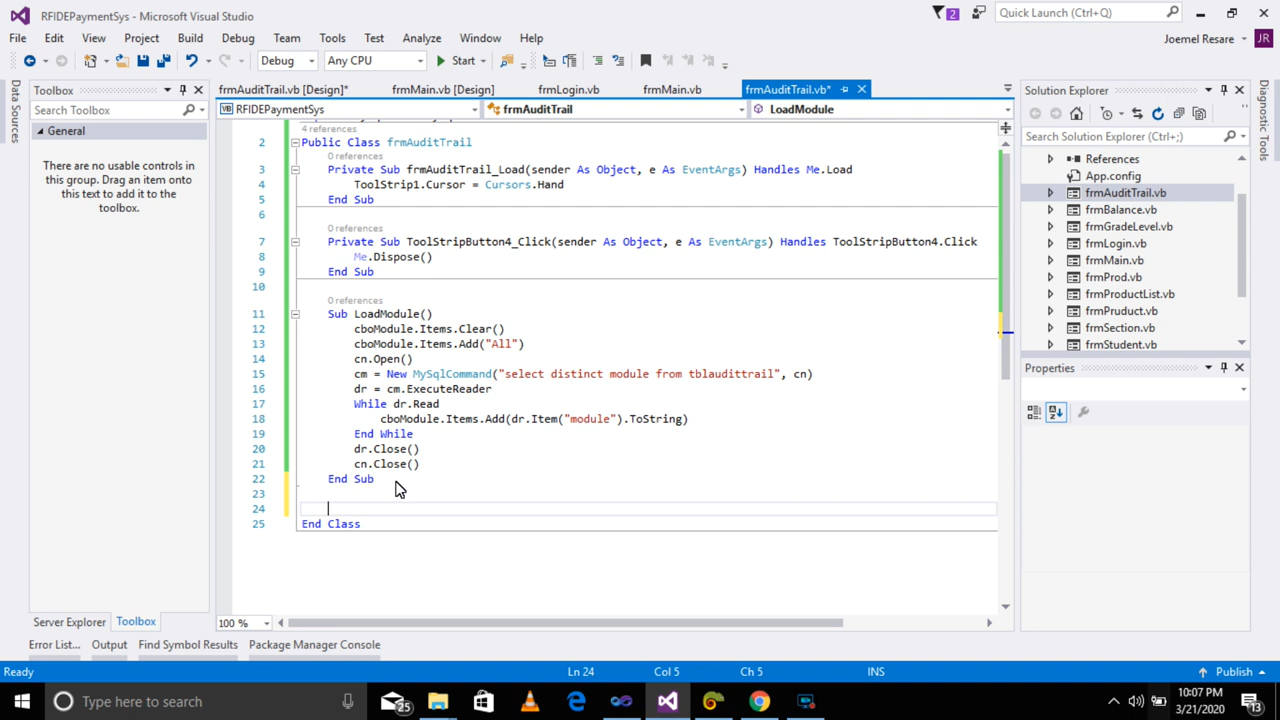 RFIDEPaymentSys - Microsoft Visual Studio
2
Quick Launch (Ctrl+Q)
File Edit View Project Build Debug Team Tools Test Analyze Window Help
Joemel Resare JR
Debug Any CPU Start
Data Sources
Toolbox
Search Toolbox
General
There are no usable controls in
this group. Drag an item onto
this text to add it to the
toolbox.
Server Explorer Toolbox
frmAuditTrail.vb [Design]* frmMain.vb [Design] frmLogin.vb frmMain.vb frmAuditTrail.vb*
RFIDEPaymentSys frmAuditTrail LoadModule
4 references
2 Public Class frmAuditTrail
0 references
3 Private Sub frmAuditTrail_Load(sender As Object, e As EventArgs) Handles Me.Load
4 ToolStrip1.Cursor = Cursors.Hand
5 End Sub
6
0 references
7 Private Sub ToolStripButton4_Click(sender As Object, e As EventArgs) Handles ToolStripButton4.Click
8 Me.Dispose()
9 End Sub
10
0 references
11 Sub LoadModule()
12 cboModule.Items.Clear()
13 cboModule.Items.Add("All")
14 cn.Open()
15 cm = New MySqlCommand("select distinct module from tblaudittrail", cn)
16 dr = cm.ExecuteReader
17 While dr.Read
18 cboModule.Items.Add(dr.Item("module").ToString)
19 End While
20 dr.Close()
21 cn.Close()
22 End Sub
23
24
25 End Class
100 %
Solution Explorer
Search Solution Explorer (Ctrl+;)
References
App.config
frmAuditTrail.vb
frmBalance.vb
frmGradeLevel.vb
frmLogin.vb
frmMain.vb
frmProd.vb
frmProductList.vb
frmPruduct.vb
frmSection.vb
frmStudent.vb
Properties
Diagnostic Tools
Error List... Output Find Symbol Results Package Manager Console
Ready Ln 24 Col 5 Ch 5 INS Publish
Type here to search
25
10:07 PM
3/21/2020
13